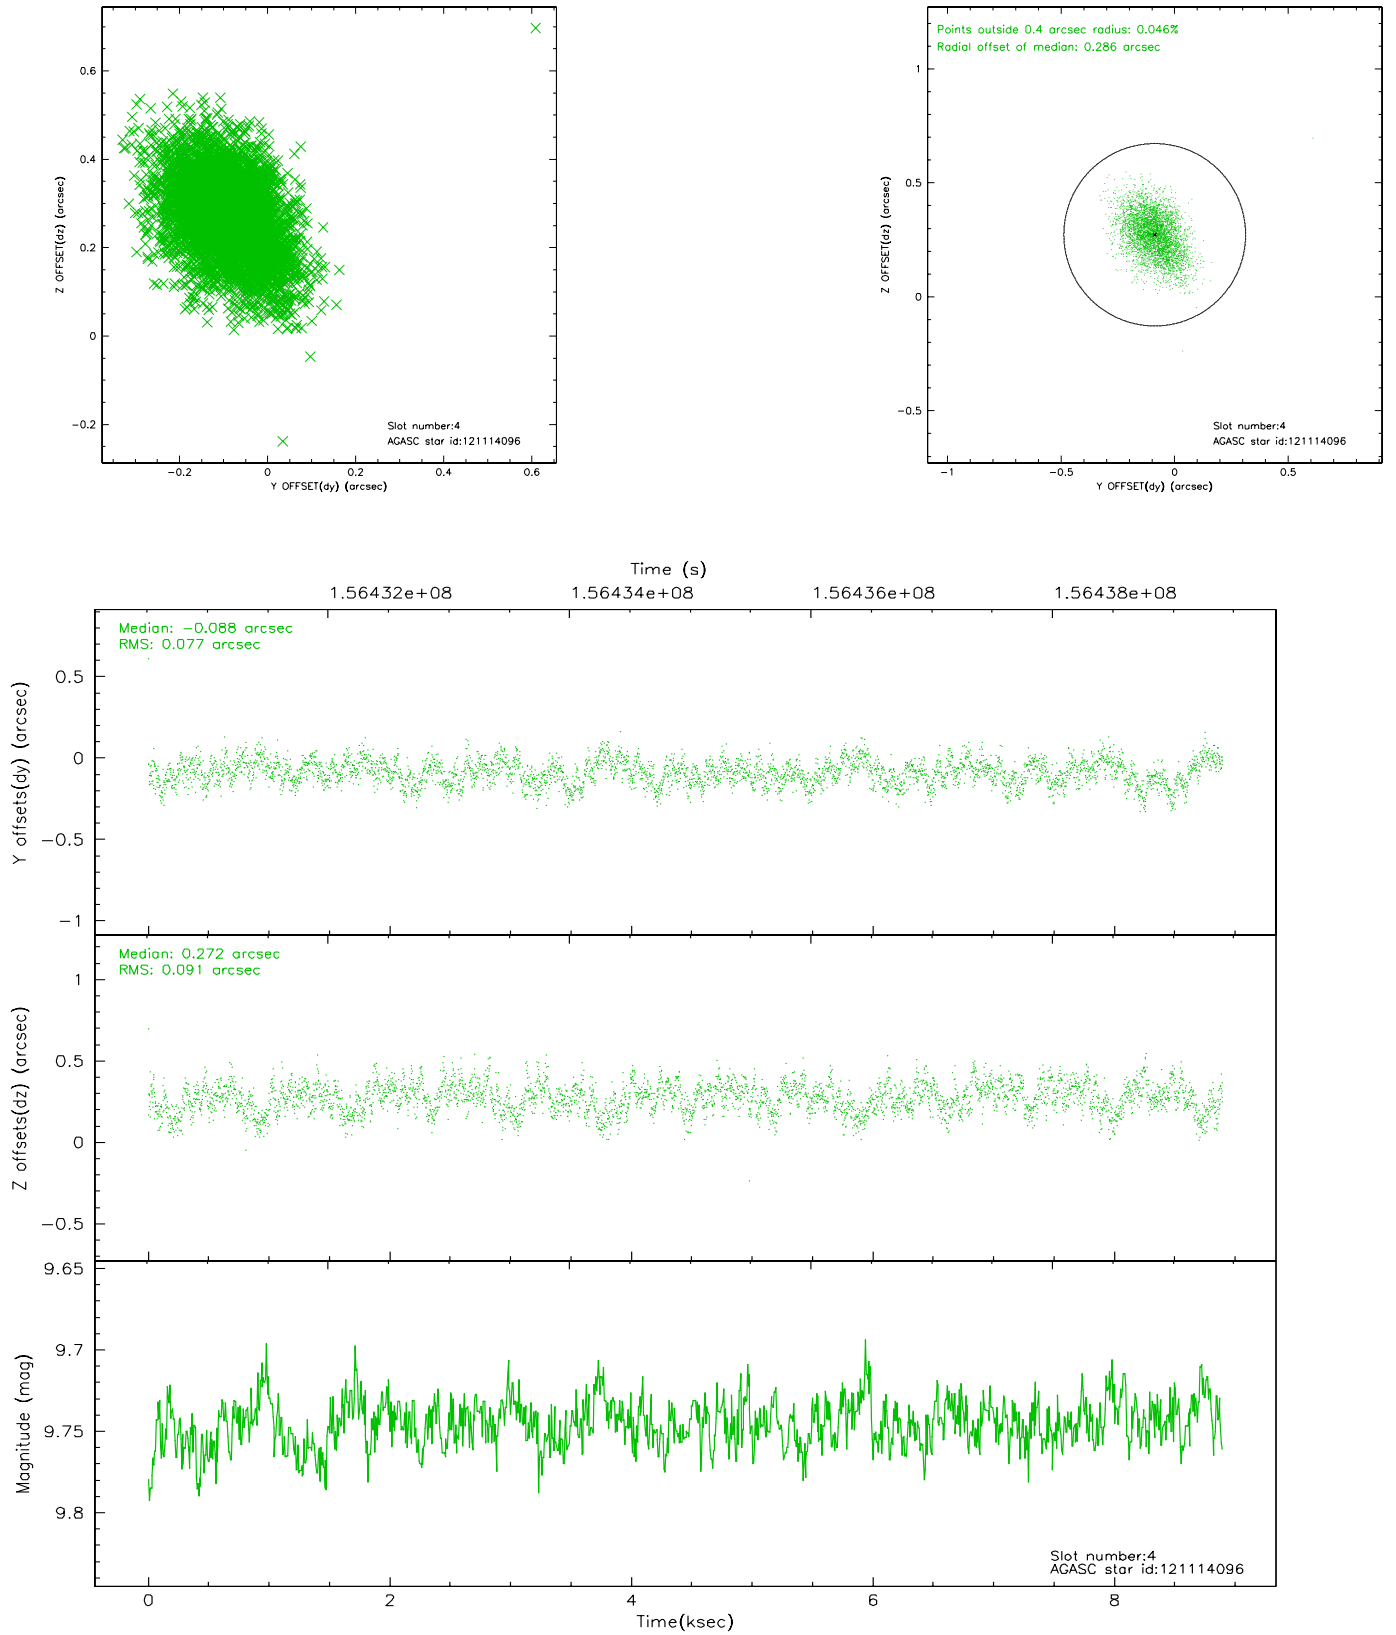 0.6
0.4
0.2
0
−0.2
Z OFFSET(dz) (arcsec)
−0.2 0 0.2 0.4 0.6
Y OFFSET(dy) (arcsec)
Slot number:4
AGASC star id:121114096
Points outside 0.4 arcsec radius: 0.046%
Radial offset of median: 0.286 arcsec
1
0.5
0
−0.5
Z OFFSET(dz) (arcsec)
−1 −0.5 0 0.5
Y OFFSET(dy) (arcsec)
Slot number:4
AGASC star id:121114096
Time (s)
1.56432e+08 1.56434e+08 1.56436e+08 1.56438e+08
Median: −0.088 arcsec
RMS: 0.077 arcsec
0.5
0
−0.5
−1
Y offsets(dy) (arcsec)
Median: 0.272 arcsec
RMS: 0.091 arcsec
1
0.5
0
−0.5
Z offsets(dz) (arcsec)
9.65
9.7
9.75
9.8
Magnitude (mag)
Slot number:4
AGASC star id:121114096
0 2 4 6 8
Time(ksec)